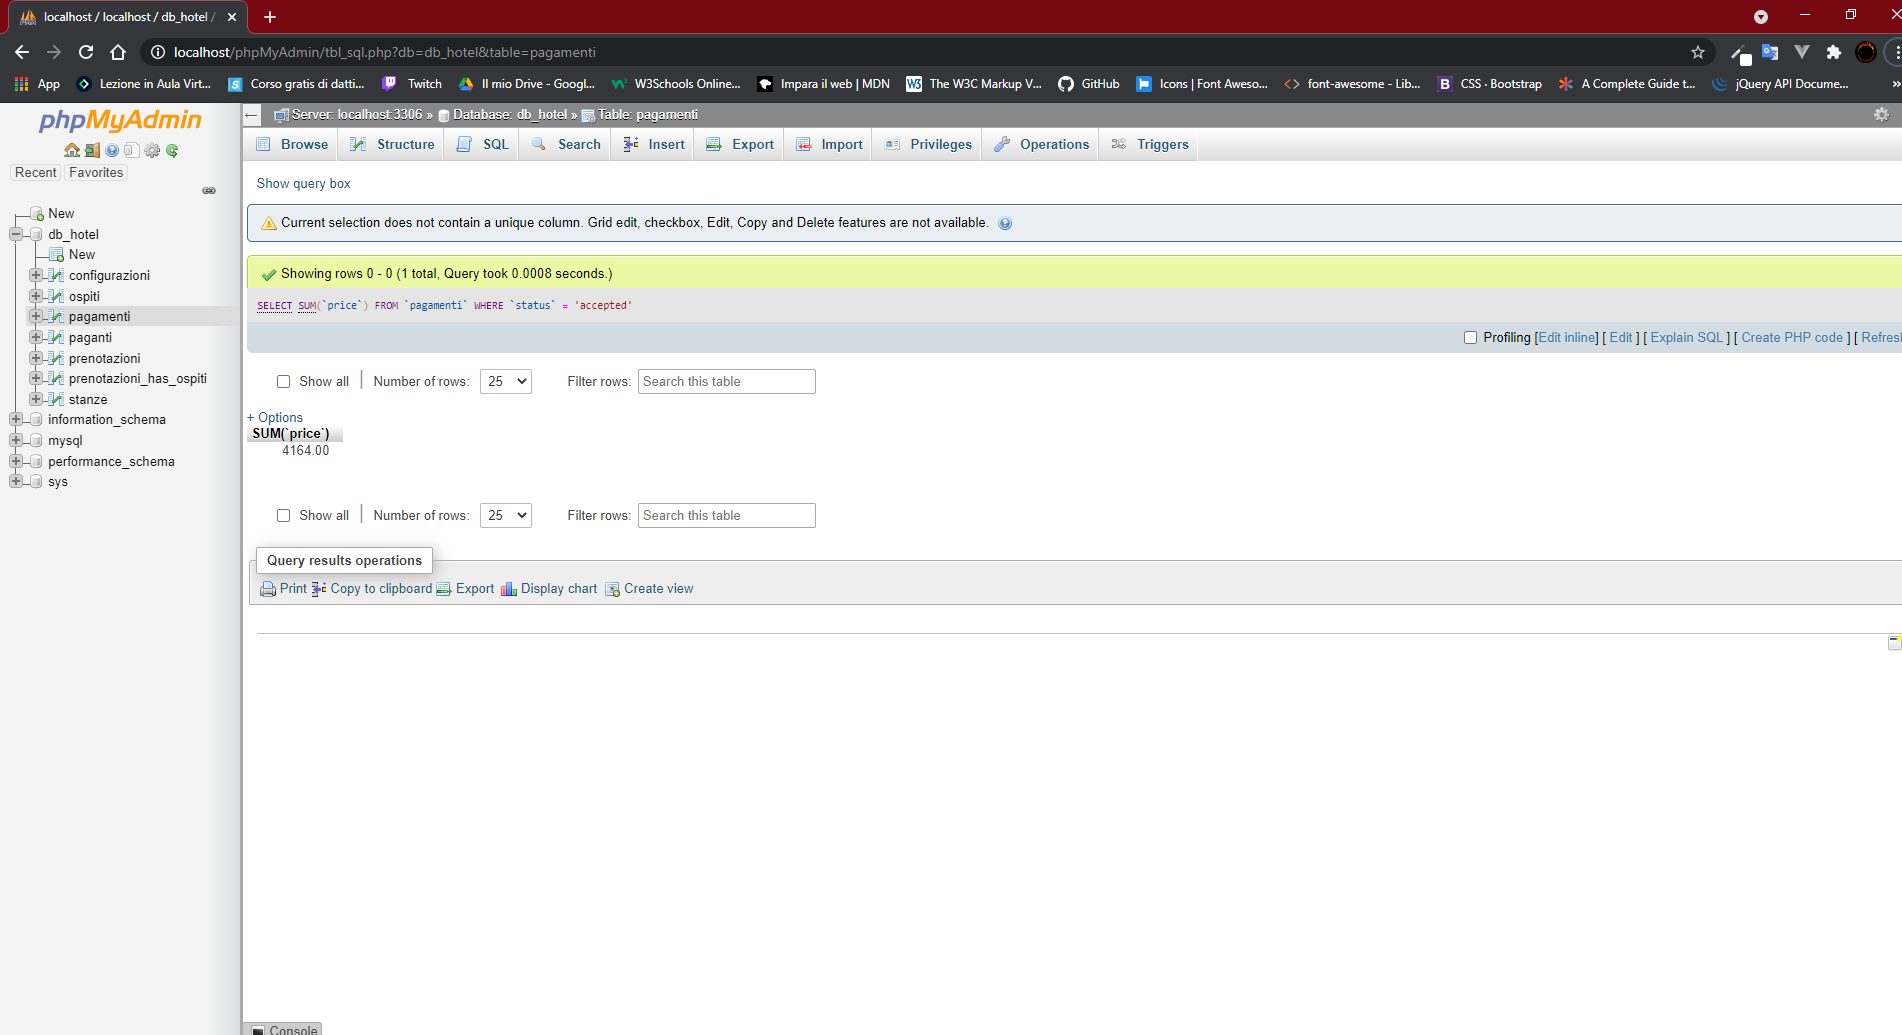 localhost / localhost / db_hotel /
localhost/phpMyAdmin/tbl_sql.php?db=db_hotel&table=pagamenti
App Lezione in Aula Virt... Corso gratis di datti... Twitch Il mio Drive - Googl... W3Schools Online... Impara il web | MDN The W3C Markup V... GitHub Icons | Font Aweso... font-awesome - Lib... CSS · Bootstrap A Complete Guide t... jQuery API Docume... »
phpMyAdmin
Recent Favorites
New
db_hotel
New
configurazioni
ospiti
pagamenti
paganti
prenotazioni
prenotazioni_has_ospiti
stanze
information_schema
mysql
performance_schema
sys
Server: localhost:3306 » Database: db_hotel » Table: pagamenti
Browse Structure SQL Search Insert Export Import Privileges Operations Triggers
Show query box
Current selection does not contain a unique column. Grid edit, checkbox, Edit, Copy and Delete features are not available.
Showing rows 0 - 0 (1 total, Query took 0.0008 seconds.)
SELECT SUM(`price`) FROM `pagamenti` WHERE `status` = 'accepted'
Profiling [Edit inline] [ Edit ] [ Explain SQL ] [ Create PHP code ] [ Refres
Show all Number of rows: 25 Filter rows: Search this table
+ Options
SUM(`price`)
4164.00
Show all Number of rows: 25 Filter rows: Search this table
Query results operations
Print Copy to clipboard Export Display chart Create view
Console